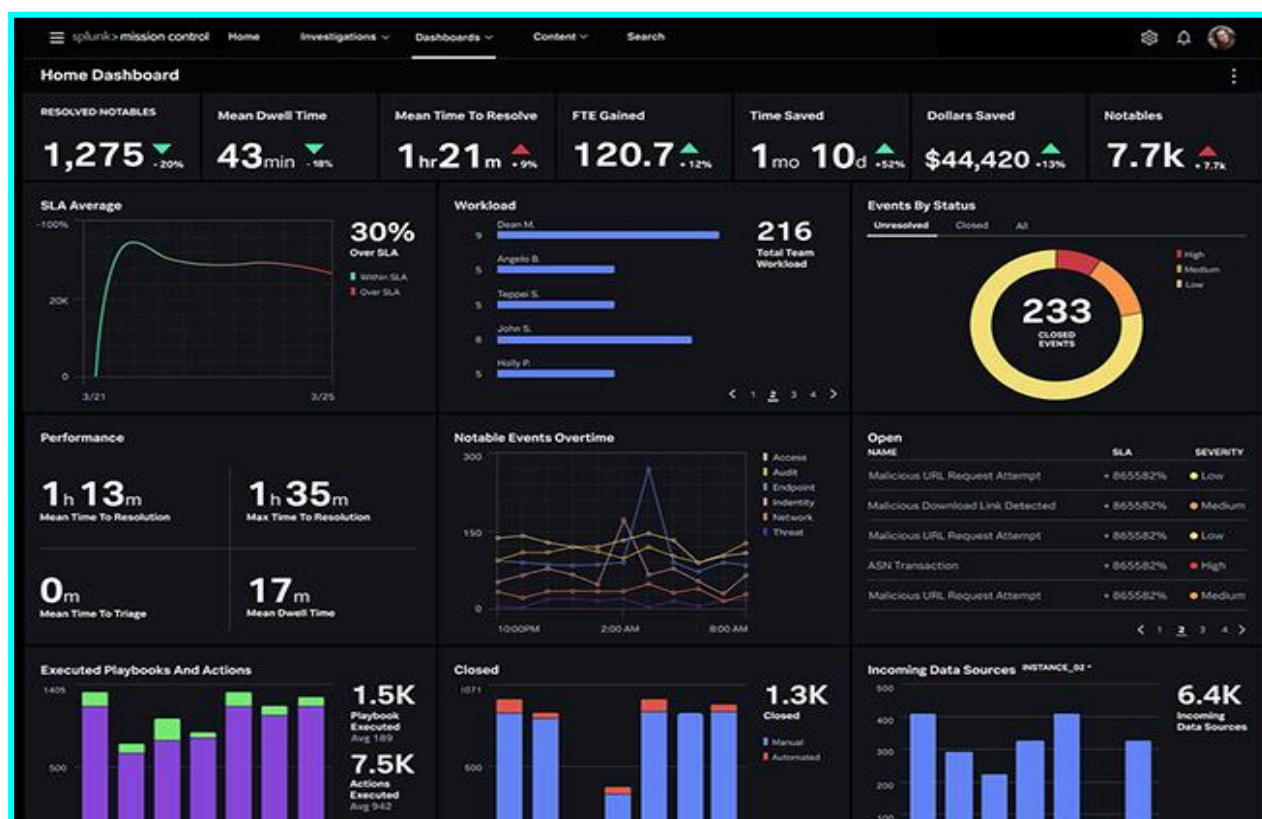 splunk> mission control Home Investigations Dashboards Content Search
Home Dashboard
RESOLVED NOTABLES
1,275 -20%
Mean Dwell Time
43min -18%
Mean Time To Resolve
1hr21m +9%
FTE Gained
120.7 +12%
Time Saved
1mo 10d +52%
Dollars Saved
$44,420 +13%
Notables
7.7k +7.7k
SLA Average
-100%
20K
0
3/21 3/25
30%
Over SLA
Within SLA
Over SLA
Workload
Dean M.
9
Angelo B.
5
Teppei S.
5
John S.
8
Holly P.
5
216
Total Team
Workload
< 1 2 3 4 >
Events By Status
Unresolved Closed All
233
CLOSED
EVENTS
High
Medium
Low
Performance
1h 13m
Mean Time To Resolution
1h 35m
Max Time To Resolution
0m
Mean Time To Triage
17m
Mean Dwell Time
Notable Events Overtime
300
150
0
10:00PM 2:00 AM 8:00 AM
Access
Audit
Endpoint
Indentity
Network
Threat
Open
NAME SLA SEVERITY
Malicious URL Request Attempt + 865582% Low
Malicious Download Link Detected + 865582% Medium
Malicious URL Request Attempt + 865582% Low
ASN Transaction + 865582% High
Malicious URL Request Attempt + 865582% Medium
< 1 2 3 4 >
Executed Playbooks And Actions
1405
500
1.5K
Playbook
Executed
Avg 189
7.5K
Actions
Executed
Avg 942
Closed
1071
500
1.3K
Closed
Manual
Automated
Incoming Data Sources INSTANCE_02
500
400
300
200
100
6.4K
Incoming
Data Sources